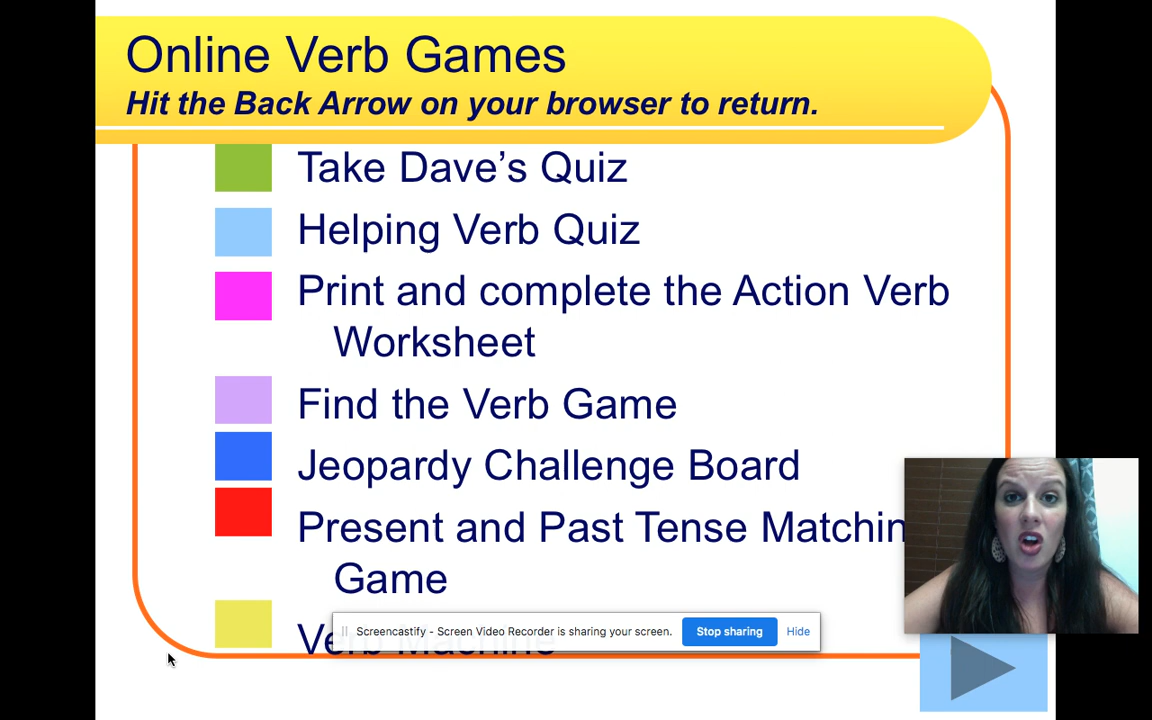 Online Verb Games
Hit the Back Arrow on your browser to return.
Take Dave’s Quiz
Helping Verb Quiz
Print and complete the Action Verb
Worksheet
Find the Verb Game
Jeopardy Challenge Board
Present and Past Tense Matchin
Game
Verb Machine
Screencastify - Screen Video Recorder is sharing your screen.
Stop sharing
Hide